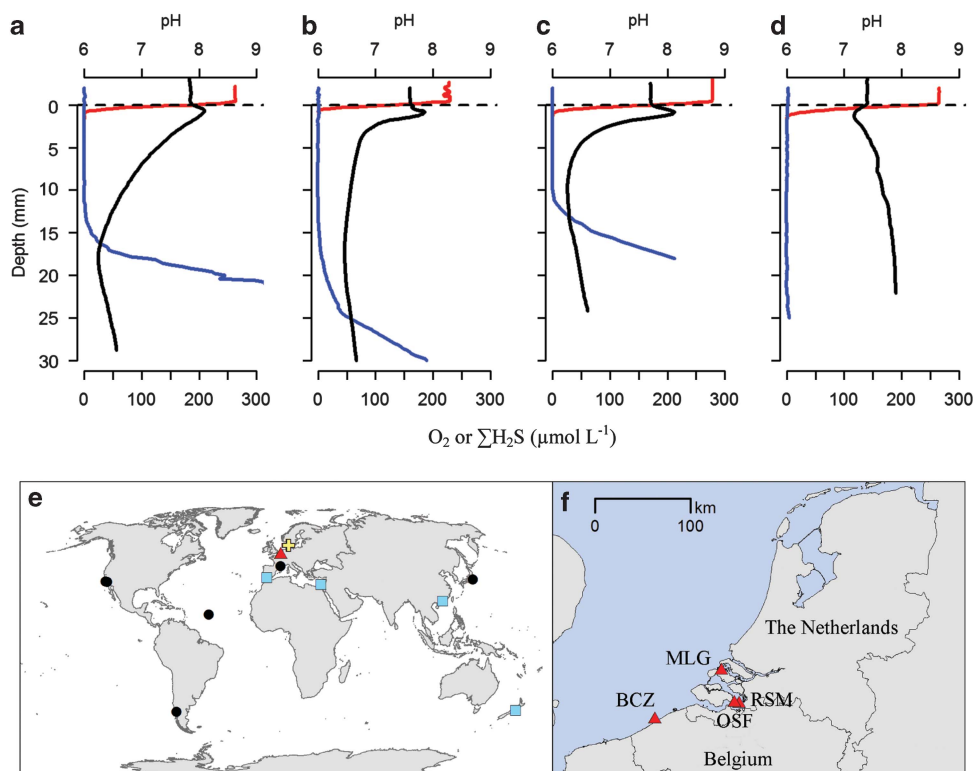 a
b
c
d
pH
pH
pH
pH
6 7 8 9
6 7 8 9
6 7 8 9
6 7 8 9
Depth (mm)
0
5
10
15
20
25
30
0 100 200 300
0 100 200 300
0 100 200 300
0 100 200 300
O₂ or ∑H₂S (µmol L⁻¹)
e
f
km
0 100
The Netherlands
MLG
BCZ
RSM
OSF
Belgium